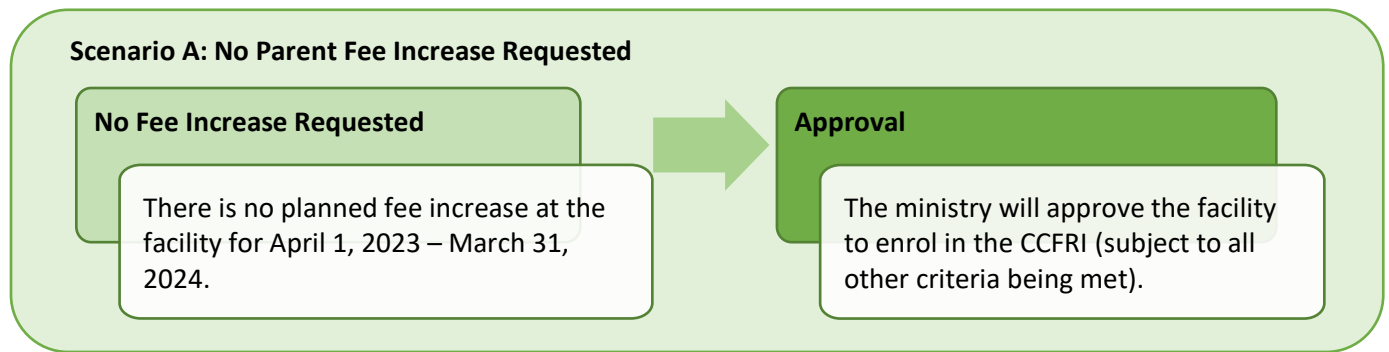 Scenario A: No Parent Fee Increase Requested
No Fee Increase Requested
There is no planned fee increase at the
facility for April 1, 2023 – March 31,
2024.
Approval
The ministry will approve the facility
to enrol in the CCFRI (subject to all
other criteria being met).